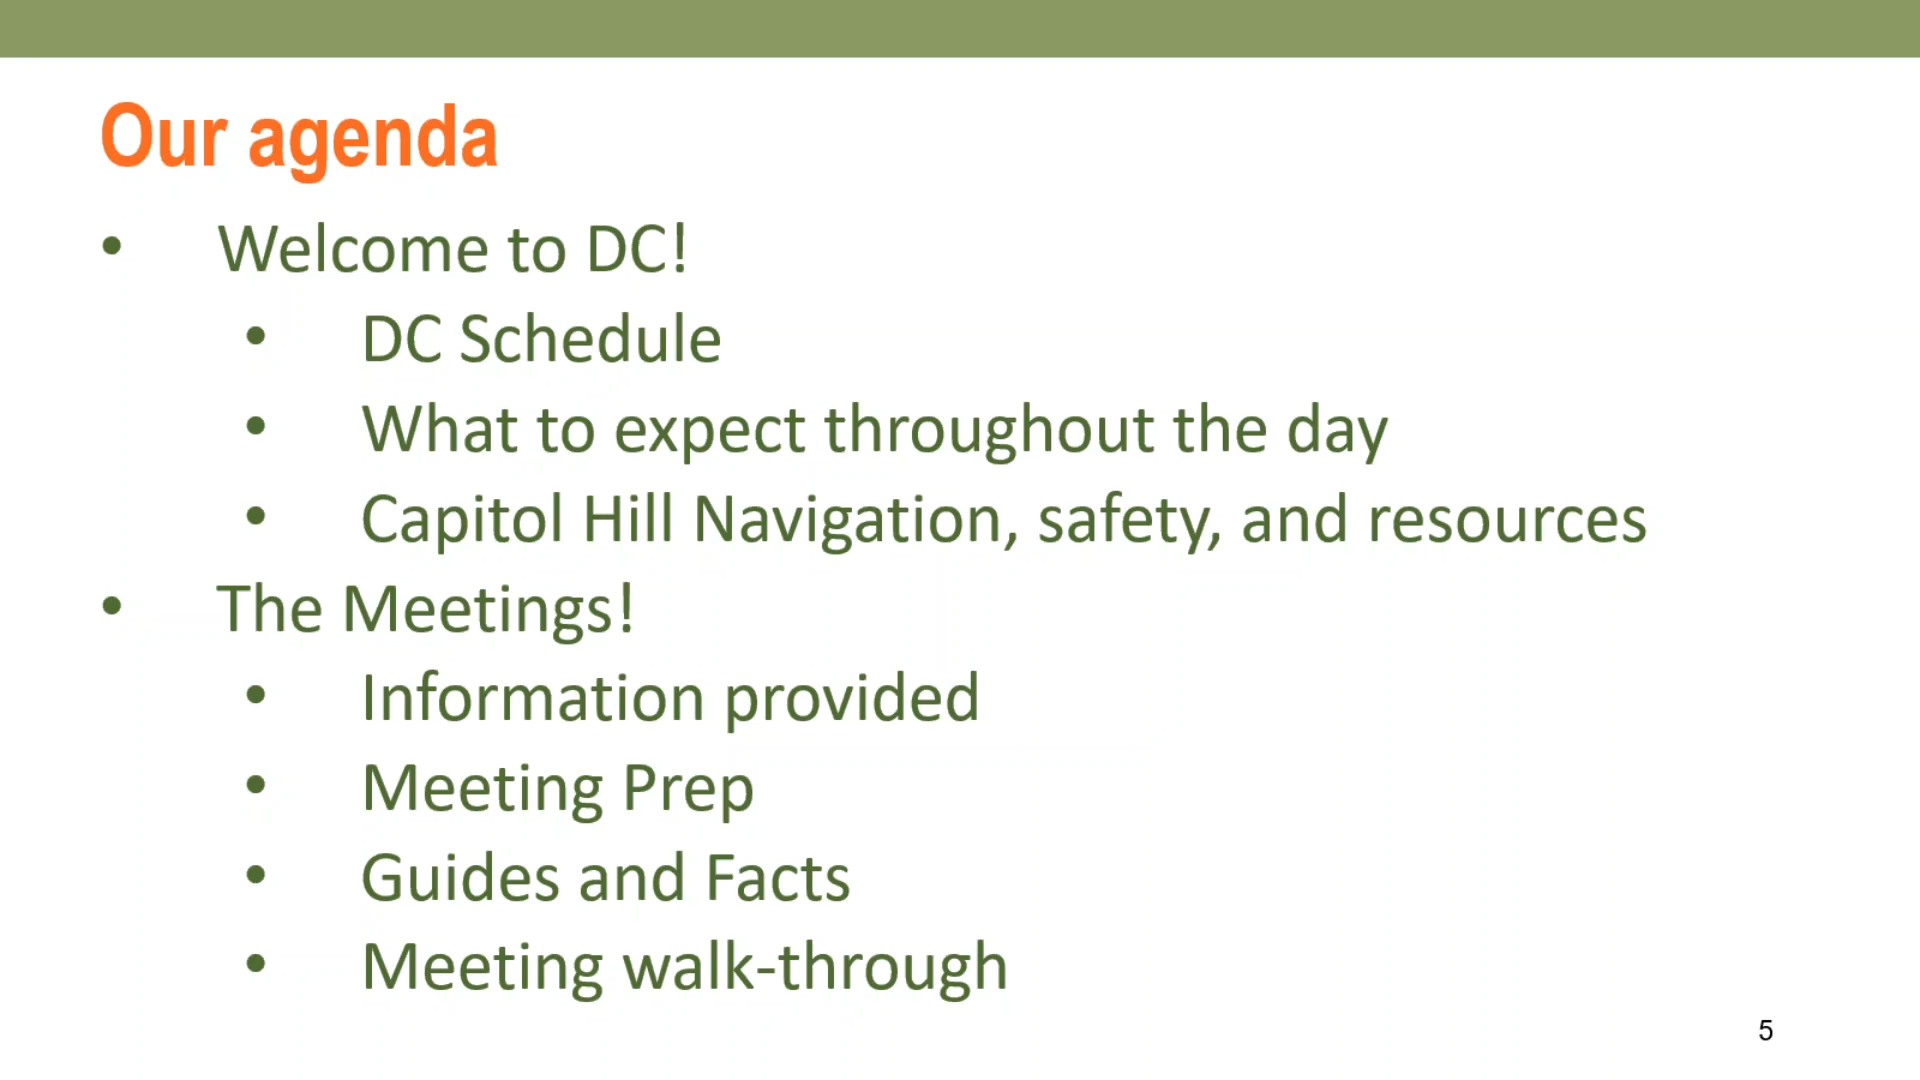 Our agenda
• Welcome to DC!
• DC Schedule
• What to expect throughout the day
• Capitol Hill Navigation, safety, and resources
• The Meetings!
• Information provided
• Meeting Prep
• Guides and Facts
• Meeting walk-through
5